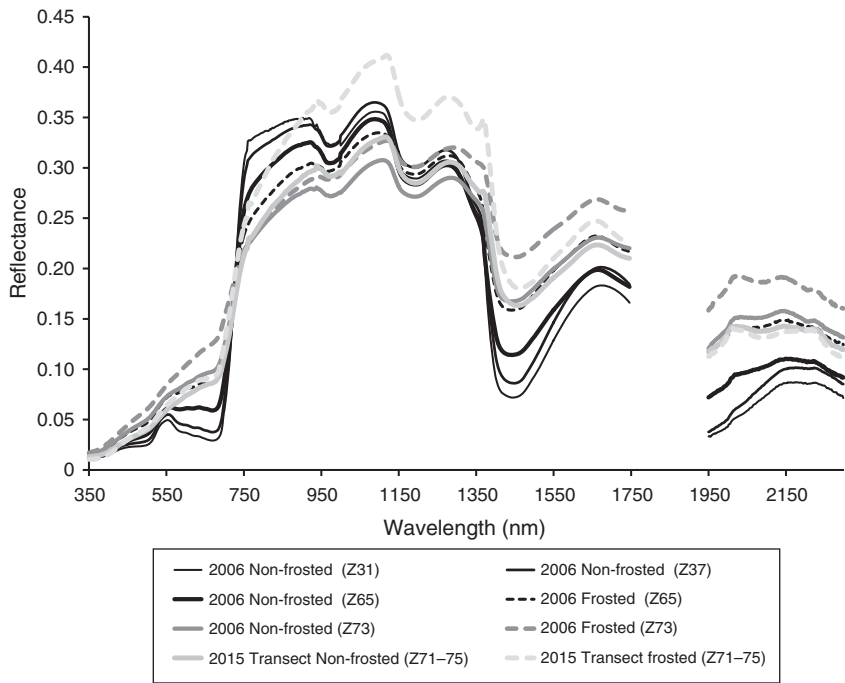 0.45
0.40
0.35
0.30
0.25
0.20
0.15
0.10
0.05
0
Reflectance
350 550 750 950 1150 1350 1550 1750 1950 2150
Wavelength (nm)
2006 Non-frosted (Z31) 2006 Non-frosted (Z37)
2006 Non-frosted (Z65) 2006 Frosted (Z65)
2006 Non-frosted (Z73) 2006 Frosted (Z73)
2015 Transect Non-frosted (Z71–75) 2015 Transect frosted (Z71–75)